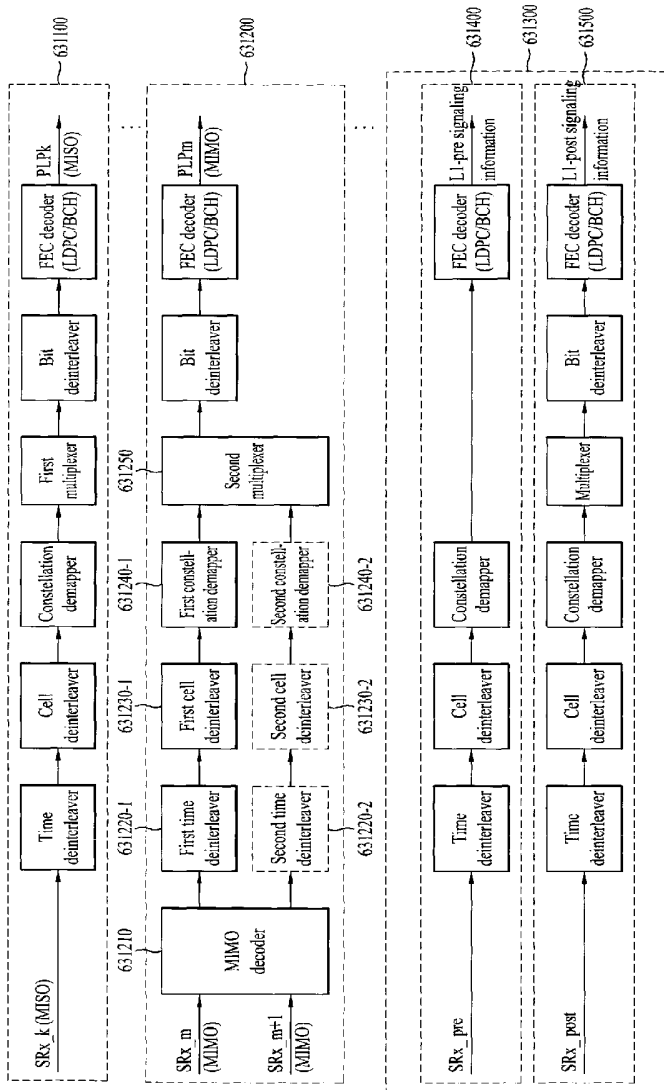 631100
SRx_k (MISO)
Time
deinterleaver
Cell
deinterleaver
Constellation
demapper
First
multiplexer
Bit
deinterleaver
FEC decoder
(LDPC/BCH)
PLPk
(MISO)
631200
631210
631220-1
631230-1
631240-1
631250
SRx_m
(MIMO)
SRx_m+1
(MIMO)
MIMO
decoder
First time
deinterleaver
First cell
deinterleaver
First constell-
ation demapper
Second time
deinterleaver
Second cell
deinterleaver
Second constell-
ation demapper
Second
multiplexer
Bit
deinterleaver
FEC decoder
(LDPC/BCH)
PLPm
(MIMO)
631220-2
631230-2
631240-2
...
...
631400
631300
631500
SRx_pre
Time
deinterleaver
Cell
deinterleaver
Constellation
demapper
FEC decoder
(LDPC/BCH)
L1-pre signaling
information
SRx_post
Time
deinterleaver
Cell
deinterleaver
Constellation
demapper
Multiplexer
Bit
deinterleaver
FEC decoder
(LDPC/BCH)
L1-post signaling
information